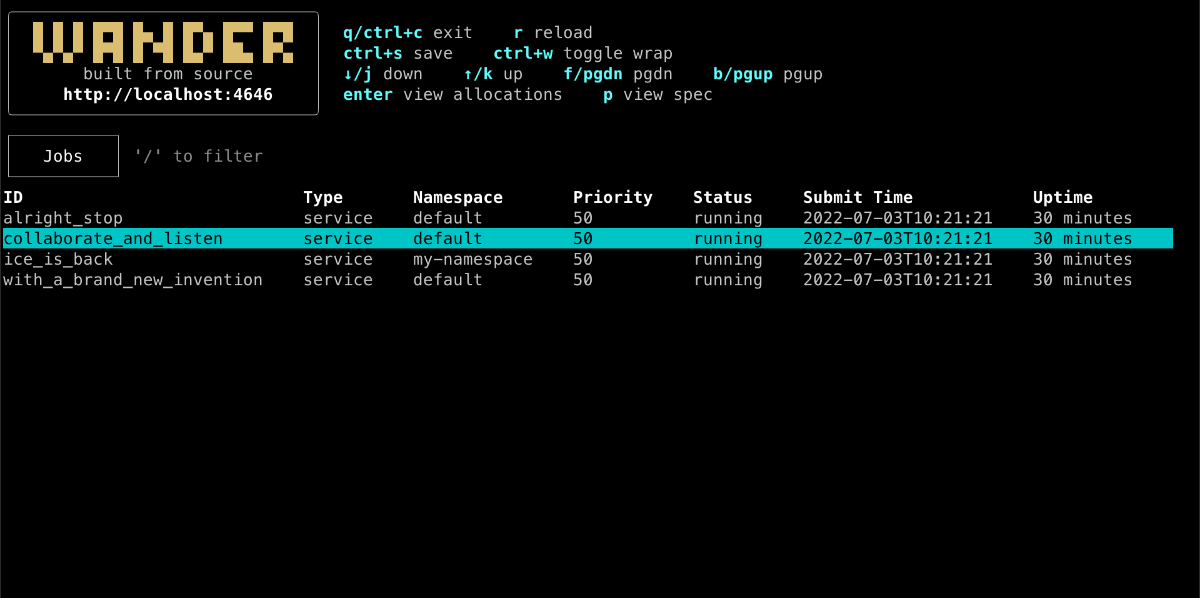 WANDER
built from source
http://localhost:4646
q/ctrl+c exit    r reload
ctrl+s save    ctrl+w toggle wrap
↓/j down    ↑/k up    f/pgdn pgdn    b/pgup pgup
enter view allocations    p view spec
Jobs    '/' to filter
ID    Type    Namespace    Priority    Status    Submit Time    Uptime
alright_stop    service    default    50    running    2022-07-03T10:21:21    30 minutes
collaborate_and_listen    service    default    50    running    2022-07-03T10:21:21    30 minutes
ice_is_back    service    my-namespace    50    running    2022-07-03T10:21:21    30 minutes
with_a_brand_new_invention    service    default    50    running    2022-07-03T10:21:21    30 minutes